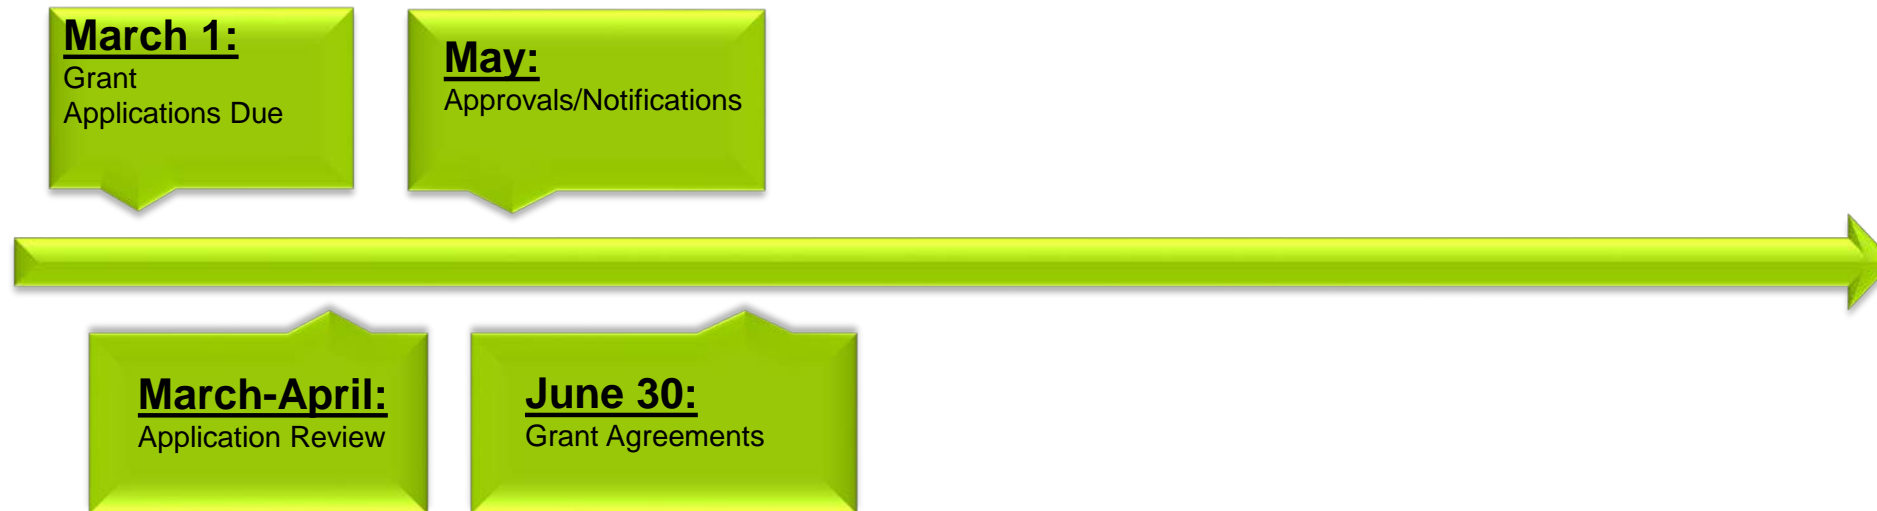 March 1:
Grant
Applications Due
May:
Approvals/Notifications
March-April:
Application Review
June 30:
Grant Agreements